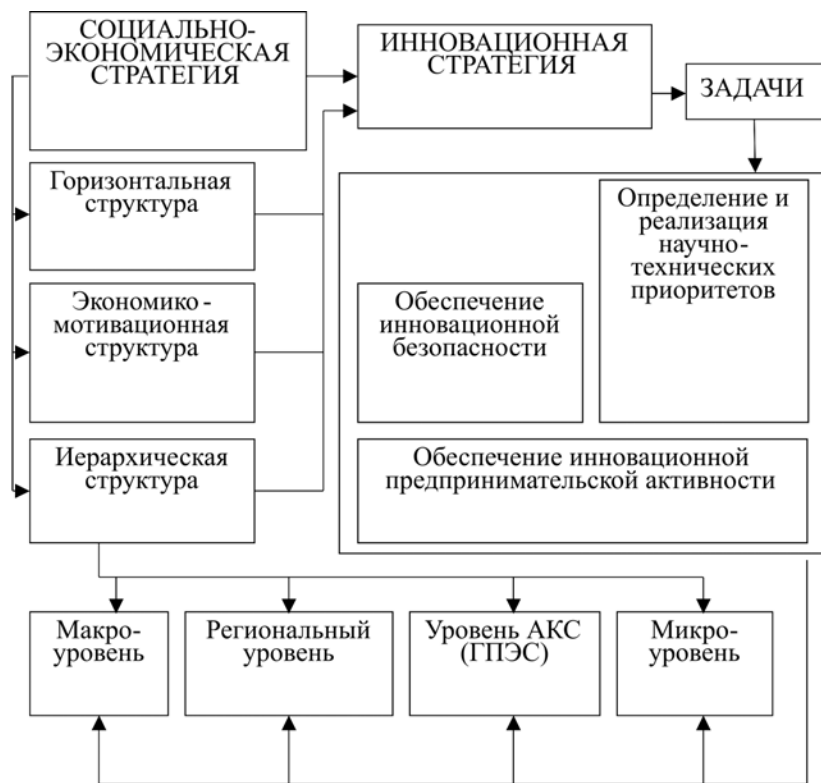 СОЦИАЛЬНО-
ЭКОНОМИЧЕСКАЯ
СТРАТЕГИЯ
ИННОВАЦИОННАЯ
СТРАТЕГИЯ
ЗАДАЧИ
Горизонтальная
структура
Экономико-
мотивационная
структура
Иерархическая
структура
Определение и
реализация
научно-
технических
приоритетов
Обеспечение
инновационной
безопасности
Обеспечение инновационной
предпринимательской активности
Макро-
уровень
Региональный
уровень
Уровень АКС
(ГПЭС)
Микро-
уровень